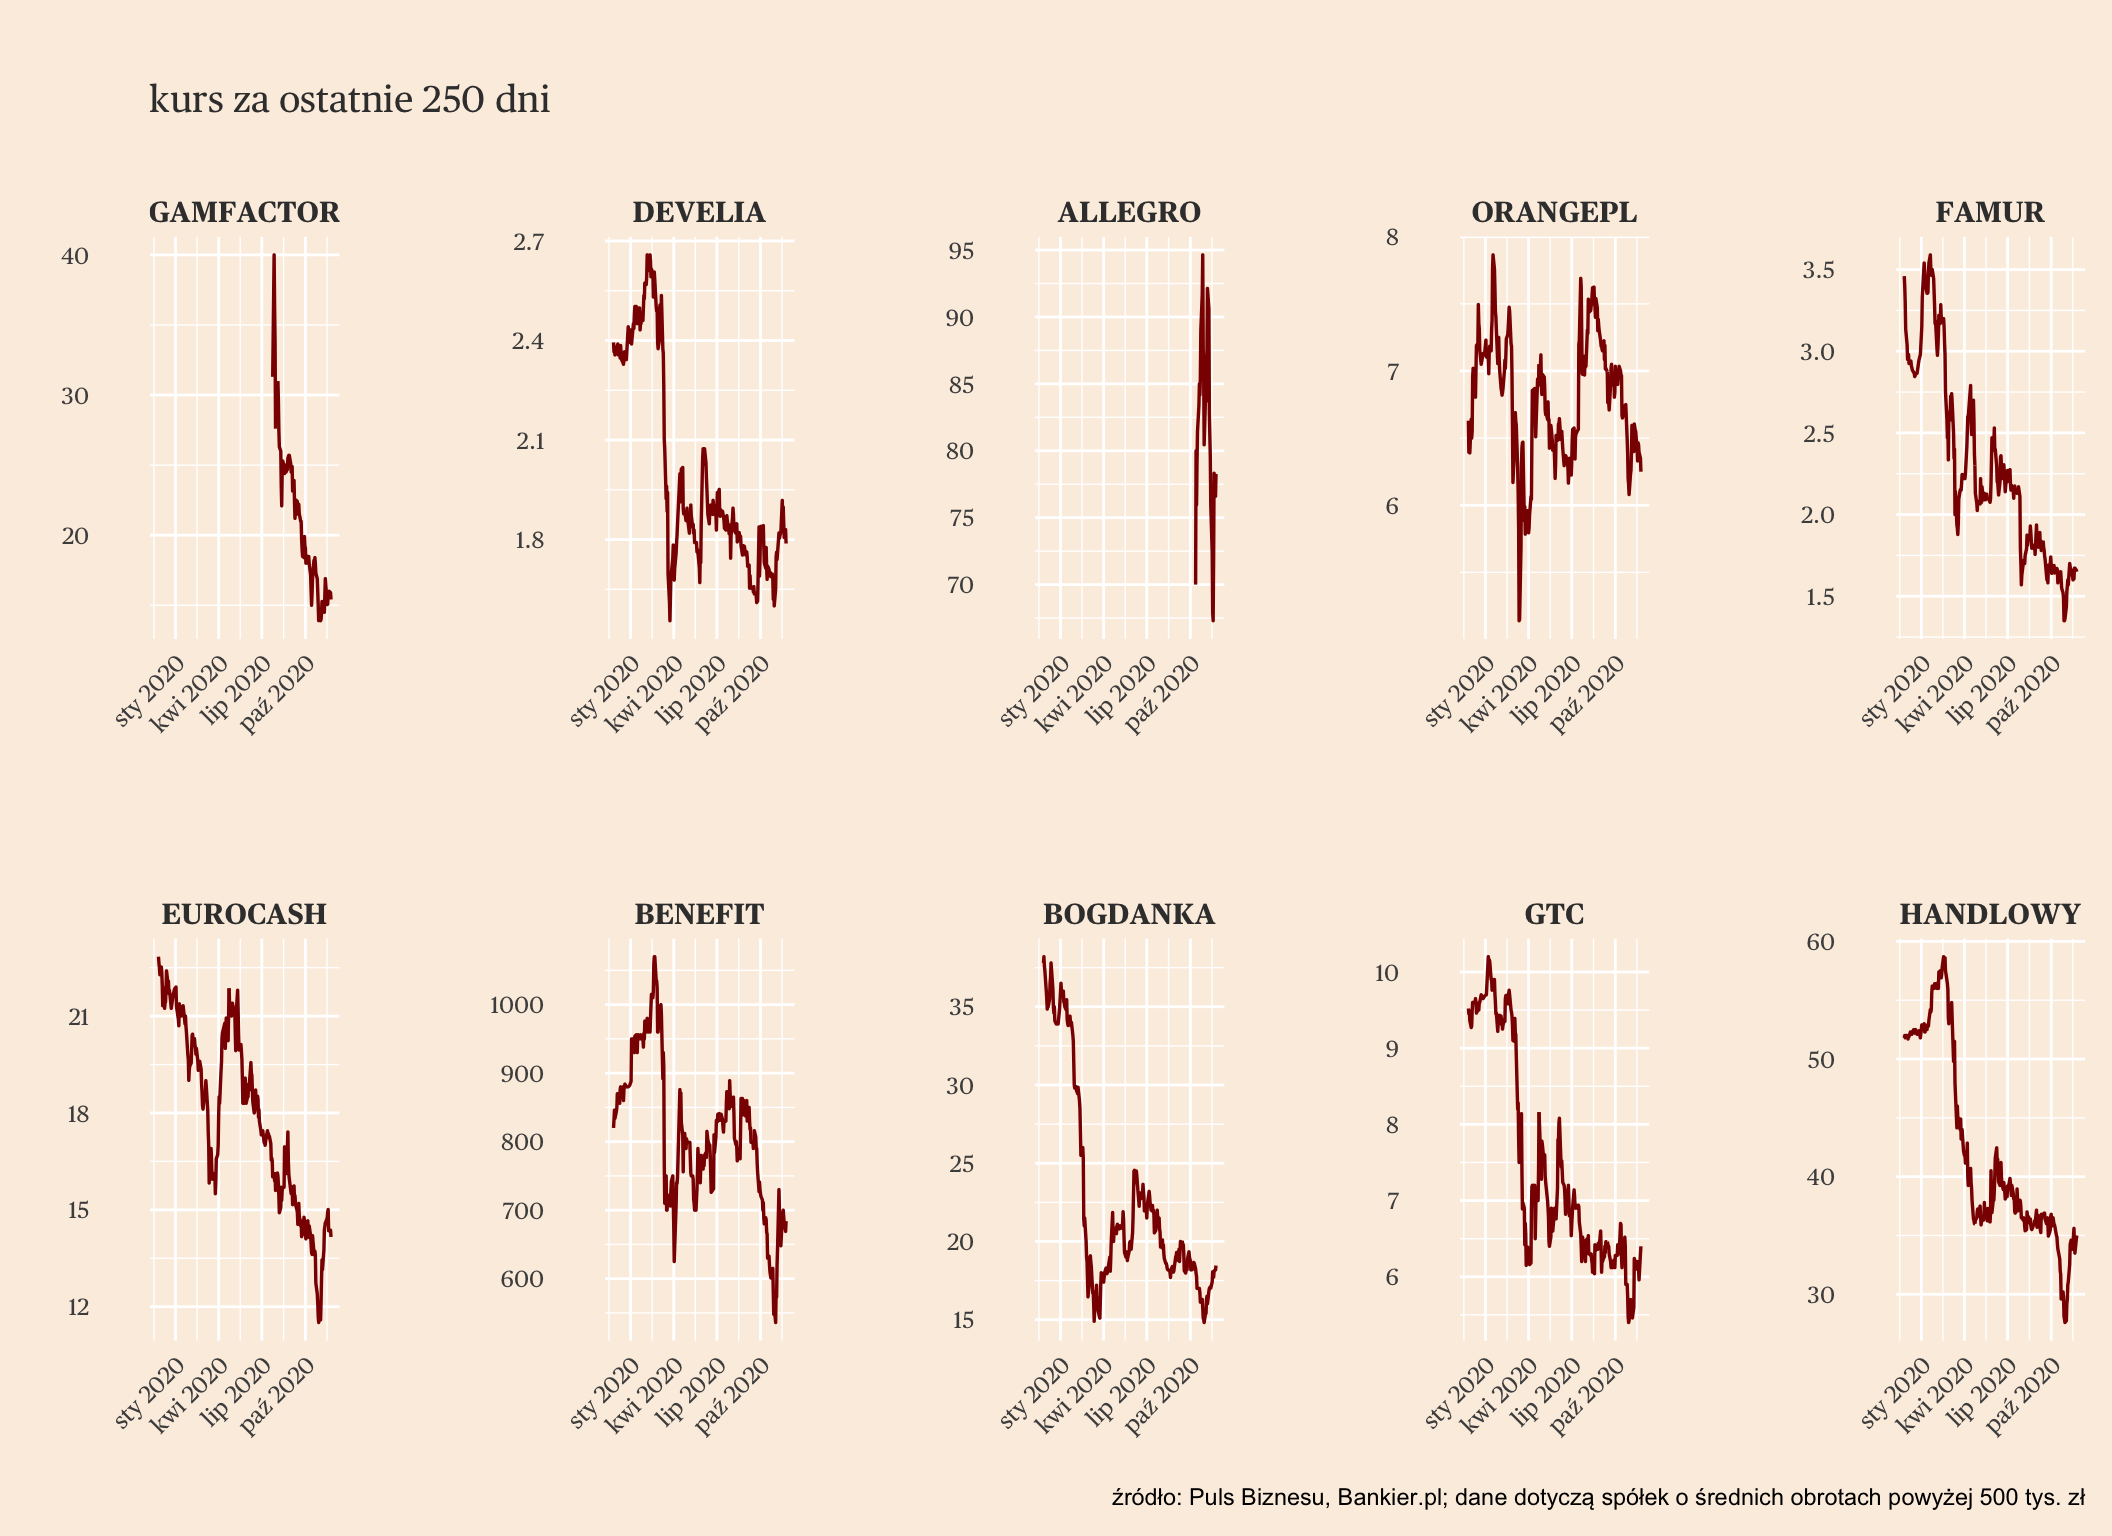 kurs za ostatnie 250 dni
GAMFACTOR
40
30
20
sty 2020
kwi 2020
lip 2020
paź 2020
DEVELIA
2.7
2.4
2.1
1.8
sty 2020
kwi 2020
lip 2020
paź 2020
ALLEGRO
95
90
85
80
75
70
sty 2020
kwi 2020
lip 2020
paź 2020
ORANGEPL
8
7
6
sty 2020
kwi 2020
lip 2020
paź 2020
FAMUR
3.5
3.0
2.5
2.0
1.5
sty 2020
kwi 2020
lip 2020
paź 2020
EUROCASH
21
18
15
12
sty 2020
kwi 2020
lip 2020
paź 2020
BENEFIT
1000
900
800
700
600
sty 2020
kwi 2020
lip 2020
paź 2020
BOGDANKA
35
30
25
20
15
sty 2020
kwi 2020
lip 2020
paź 2020
GTC
10
9
8
7
6
sty 2020
kwi 2020
lip 2020
paź 2020
HANDLOWY
60
50
40
30
sty 2020
kwi 2020
lip 2020
paź 2020
źródło: Puls Biznesu, Bankier.pl; dane dotyczą spółek o średnich obrotach powyżej 500 tys. zł